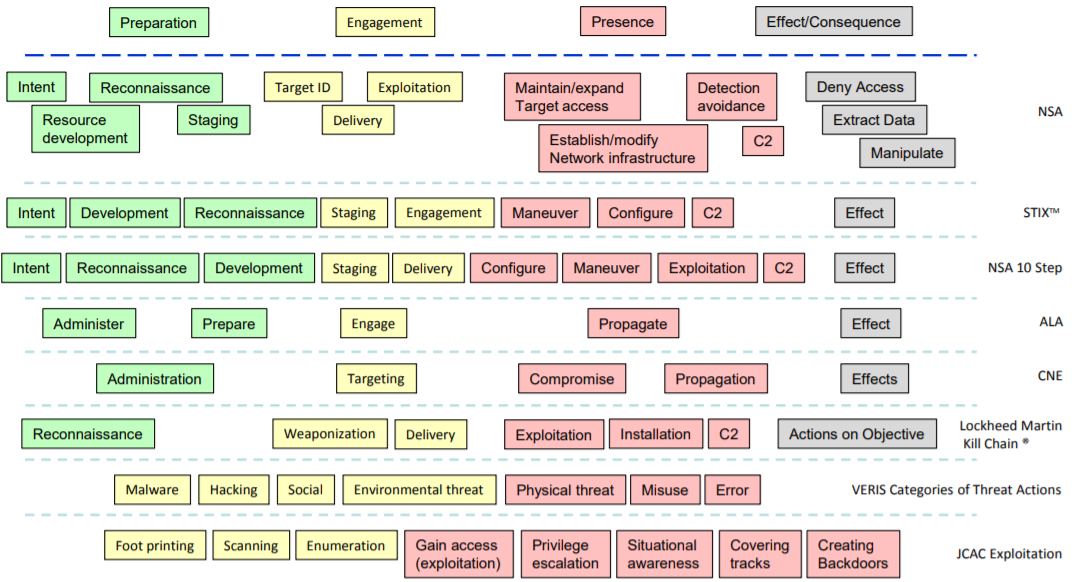 Preparation
Engagement
Presence
Effect/Consequence
Intent
Reconnaissance
Resource
development
Staging
Target ID
Exploitation
Delivery
Maintain/expand
Target access
Detection
avoidance
Establish/modify
Network infrastructure
C2
Deny Access
Extract Data
Manipulate
NSA
Intent
Development
Reconnaissance
Staging
Engagement
Maneuver
Configure
C2
Effect
STIX™
Intent
Reconnaissance
Development
Staging
Delivery
Configure
Maneuver
Exploitation
C2
Effect
NSA 10 Step
Administer
Prepare
Engage
Propagate
Effect
ALA
Administration
Targeting
Compromise
Propagation
Effects
CNE
Reconnaissance
Weaponization
Delivery
Exploitation
Installation
C2
Actions on Objective
Lockheed Martin
Kill Chain ®
Malware
Hacking
Social
Environmental threat
Physical threat
Misuse
Error
VERIS Categories of Threat Actions
Foot printing
Scanning
Enumeration
Gain access
(exploitation)
Privilege
escalation
Situational
awareness
Covering
tracks
Creating
Backdoors
JCAC Exploitation